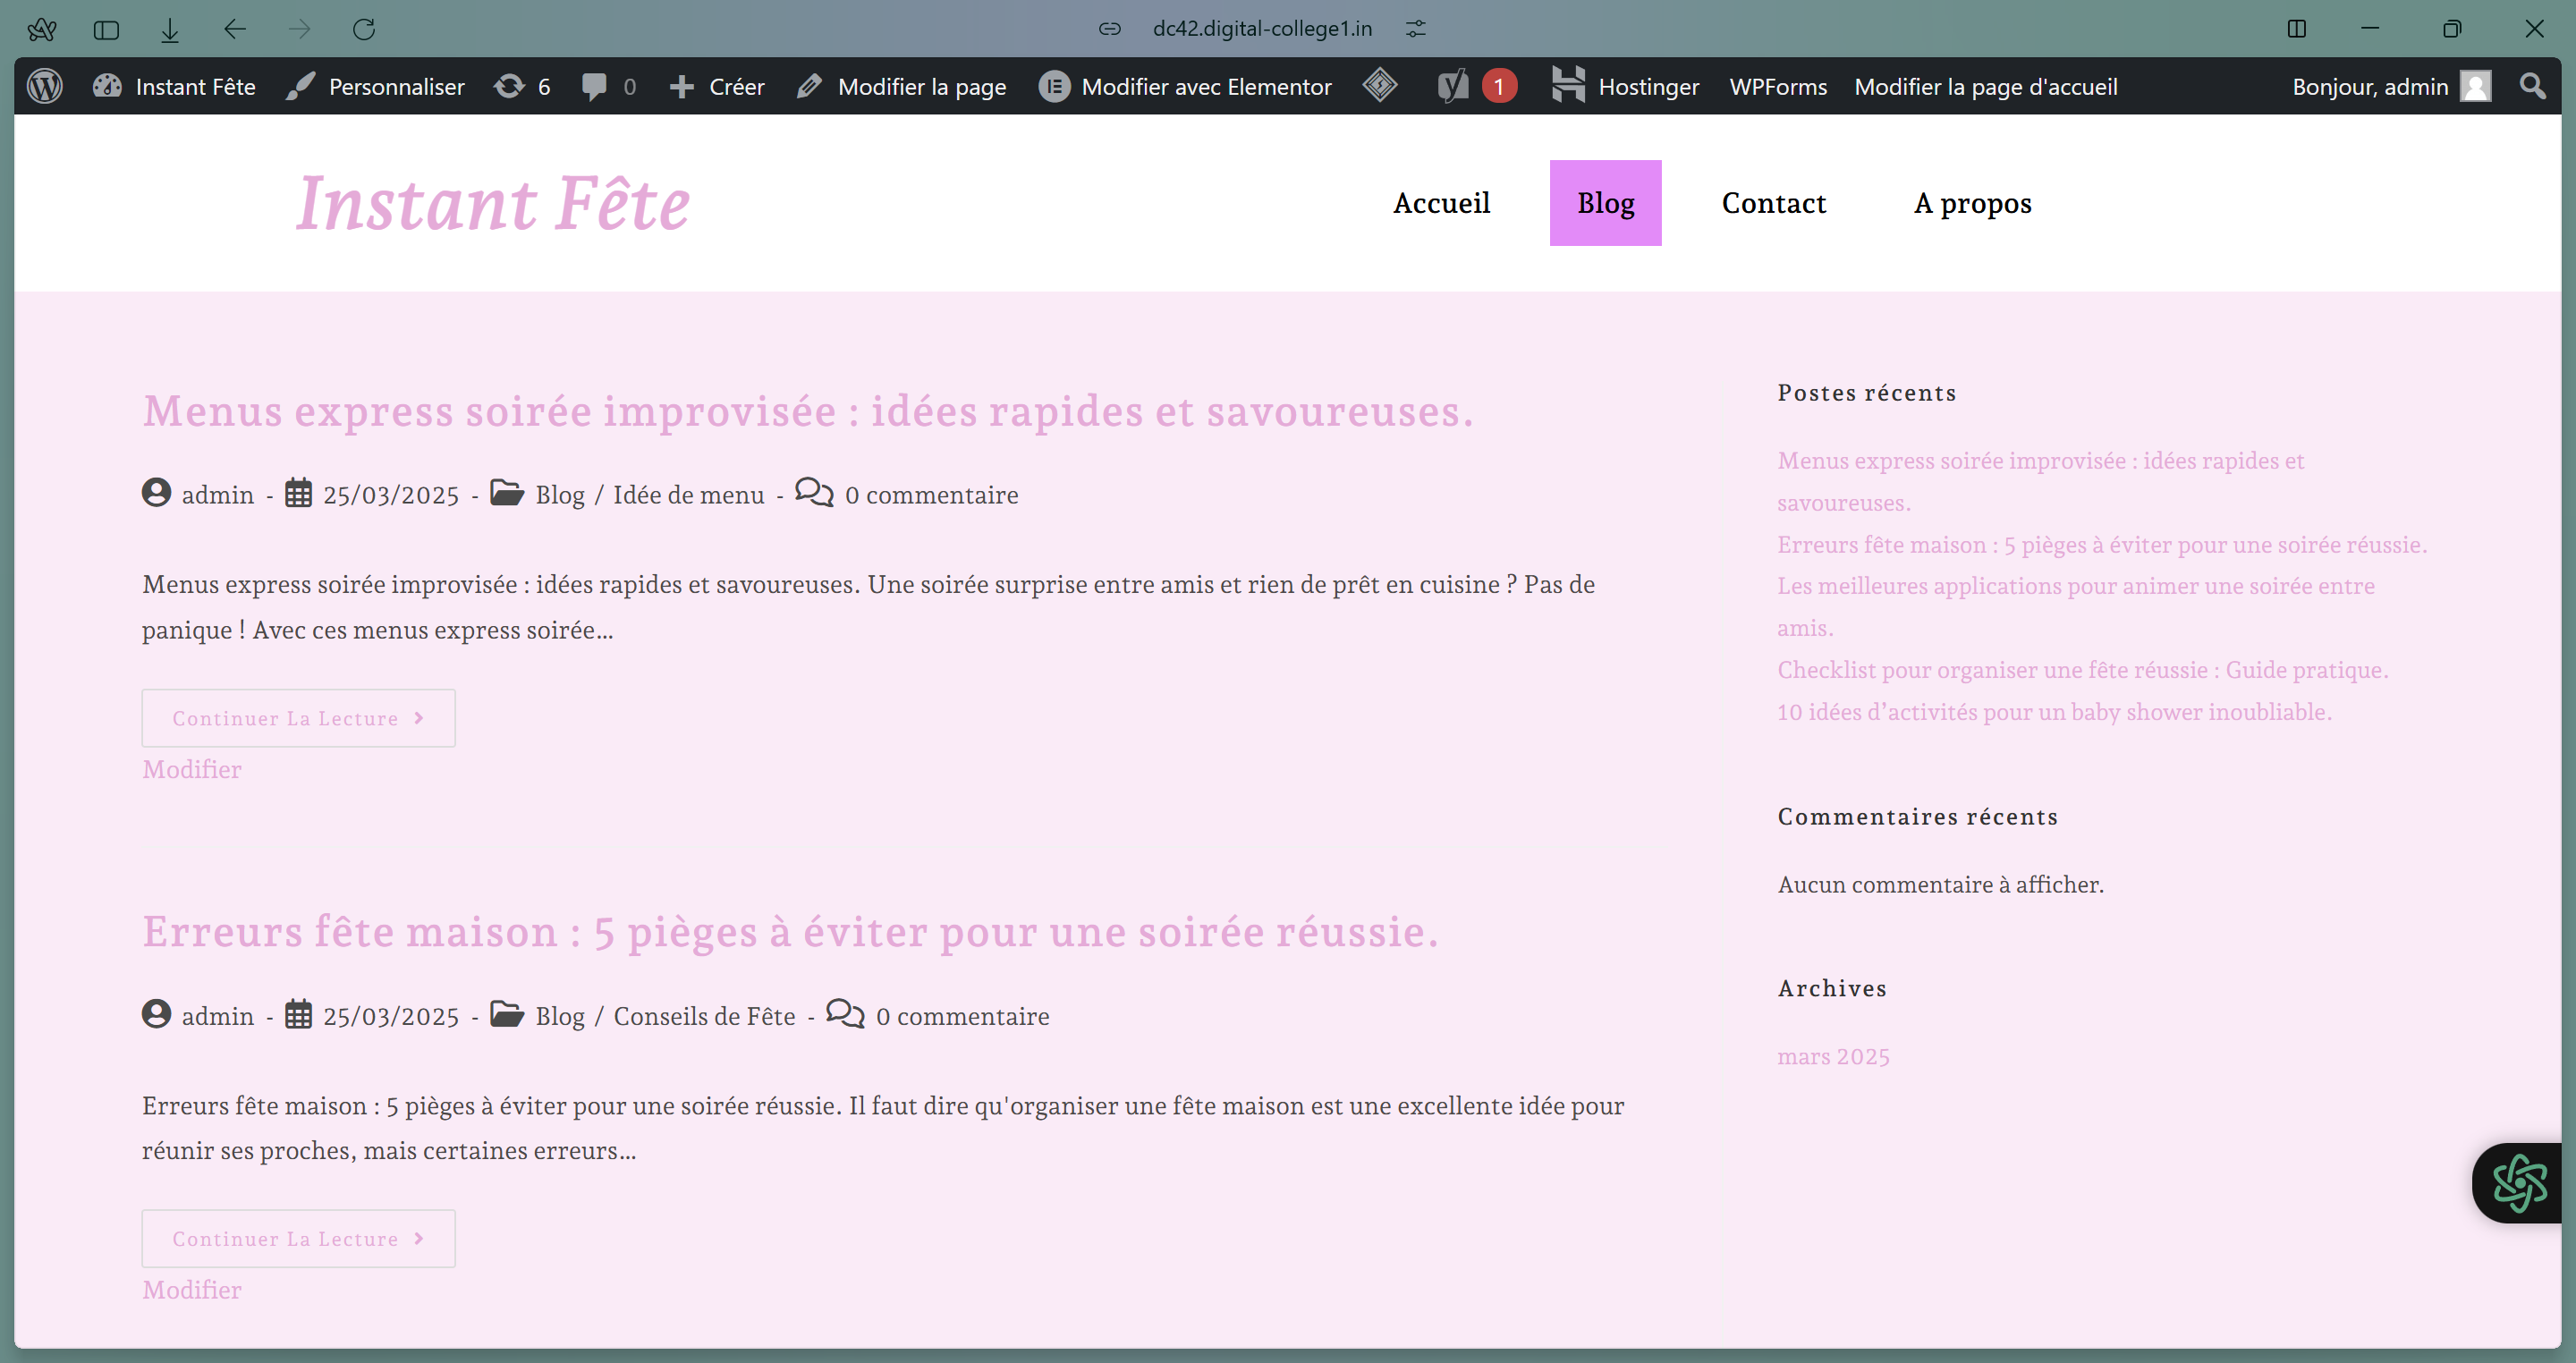 dc42.digital-college1.in
Instant Fête Personnaliser 6 0 Créer Modifier la page Modifier avec Elementor 1 Hostinger WPForms Modifier la page d'accueil Bonjour, admin
Instant Fête
Accueil Blog Contact A propos
Menus express soirée improvisée : idées rapides et savoureuses.
admin - 25/03/2025 - Blog / Idée de menu - 0 commentaire
Menus express soirée improvisée : idées rapides et savoureuses. Une soirée surprise entre amis et rien de prêt en cuisine ? Pas de
panique ! Avec ces menus express soirée…
Continuer La Lecture
Modifier
Erreurs fête maison : 5 pièges à éviter pour une soirée réussie.
admin - 25/03/2025 - Blog / Conseils de Fête - 0 commentaire
Erreurs fête maison : 5 pièges à éviter pour une soirée réussie. Il faut dire qu'organiser une fête maison est une excellente idée pour
réunir ses proches, mais certaines erreurs…
Continuer La Lecture
Modifier
Postes récents
Menus express soirée improvisée : idées rapides et
savoureuses.
Erreurs fête maison : 5 pièges à éviter pour une soirée réussie.
Les meilleures applications pour animer une soirée entre
amis.
Checklist pour organiser une fête réussie : Guide pratique.
10 idées d’activités pour un baby shower inoubliable.
Commentaires récents
Aucun commentaire à afficher.
Archives
mars 2025